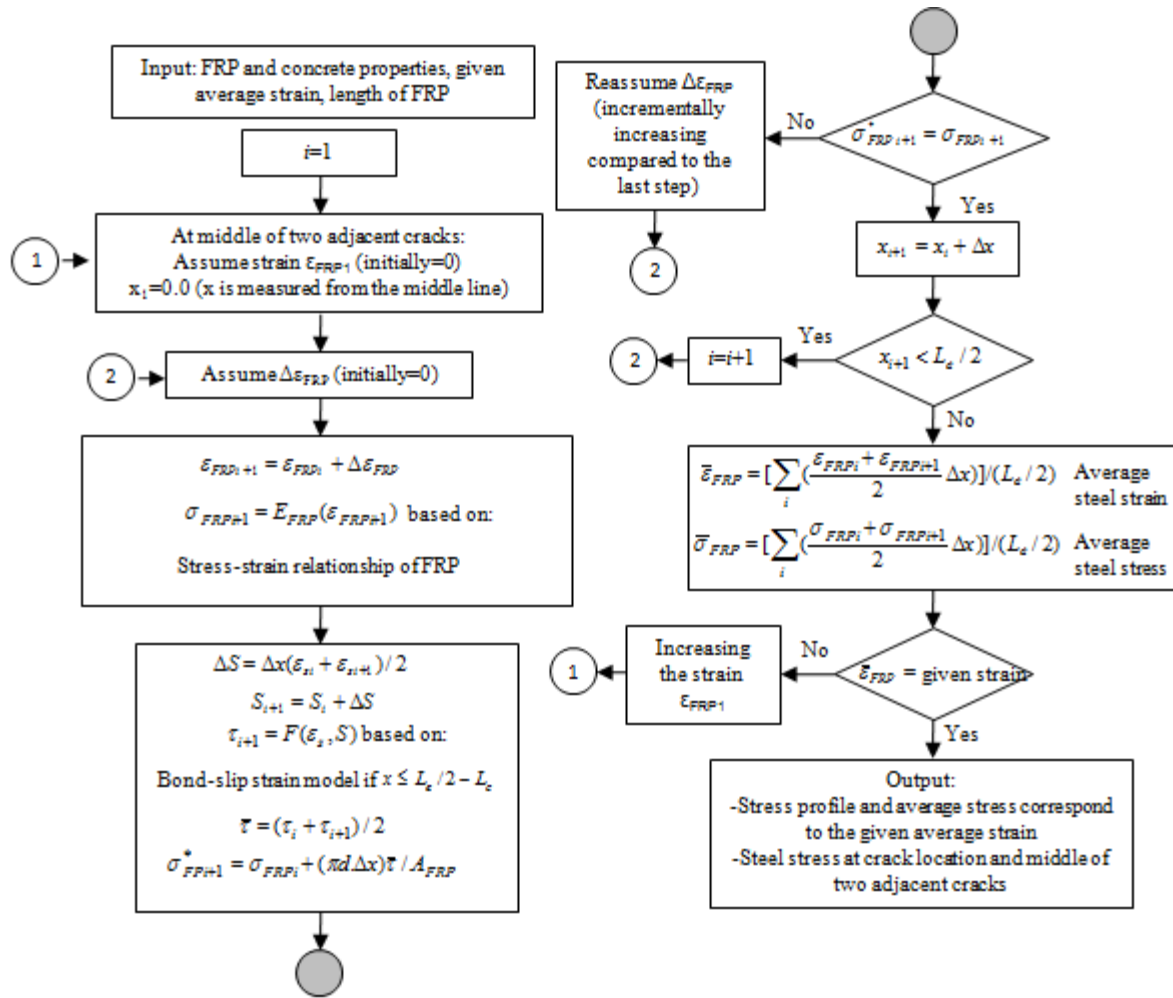 Input: FRP and concrete properties, given
average strain, length of FRP
i=1
1
At middle of two adjacent cracks:
Assume strain ε_FRP1 (initially=0)
x₁=0.0 (x is measured from the middle line)
2
Assume Δε_FRP (initially=0)
ε_FRPi+1 = ε_FRPi + Δε_FRP
σ_FRPi+1 = E_FRP(ε_FRPi+1) based on:
Stress-strain relationship of FRP
ΔS = Δx(ε_si + ε_si+1)/2
S_i+1 = S_i + ΔS
τ_i+1 = F(ε_s, S) based on:
Bond-slip strain model if x ≤ L_e/2 − L_c
τ̄ = (τ_i + τ_i+1)/2
σ*_FPi+1 = σ_FRPi + (πdΔx)τ̄ / A_FRP
σ*_FRPi+1 = σ_FRPi+1
No
Reassume Δε_FRP
(incrementally
increasing
compared to the
last step)
2
Yes
x_i+1 = x_i + Δx
x_i+1 < L_e / 2
Yes
i=i+1
2
No
ε̄_FRP = [∑_i((ε_FRPi + ε_FRPi+1)/2 Δx)]/(L_e/2) Average
steel strain
σ̄_FRP = [∑_i((σ_FRPi + σ_FRPi+1)/2 Δx)]/(L_e/2) Average
steel stress
ε̄_FRP = given strain
No
Increasing
the strain
ε_FRP1
1
Yes
Output:
-Stress profile and average stress correspond
to the given average strain
-Steel stress at crack location and middle of
two adjacent cracks